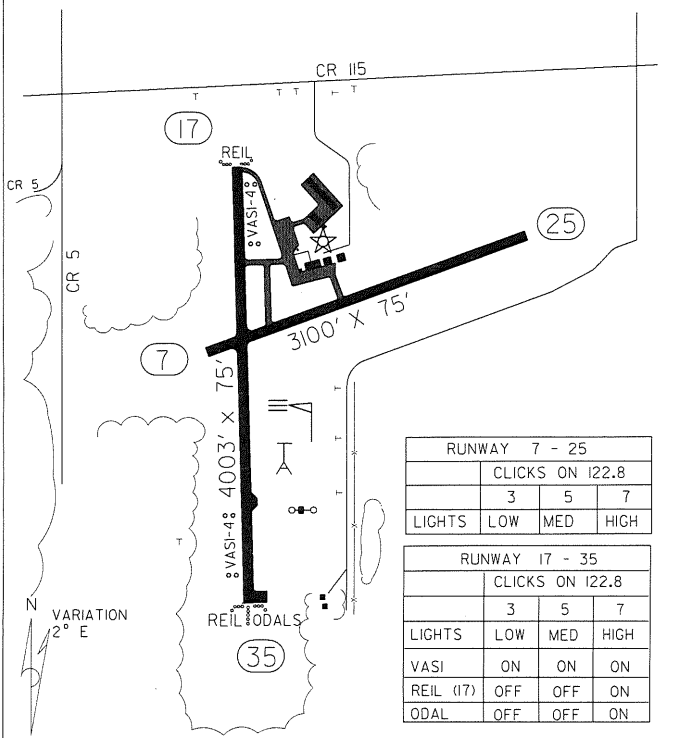 CR 115
T T T T T
17
REIL
CR 5
VASI-4
25
CR 5
3100' X 75'
7
T
4003' X 75'
T
T
T
VASI-4
N
VARIATION
2° E
REIL ODALS
35
RUNWAY 7 - 25
CLICKS ON 122.8
3 5 7
LIGHTS LOW MED HIGH
RUNWAY 17 - 35
CLICKS ON 122.8
3 5 7
LIGHTS LOW MED HIGH
VASI ON ON ON
REIL (17) OFF OFF ON
ODAL OFF OFF ON